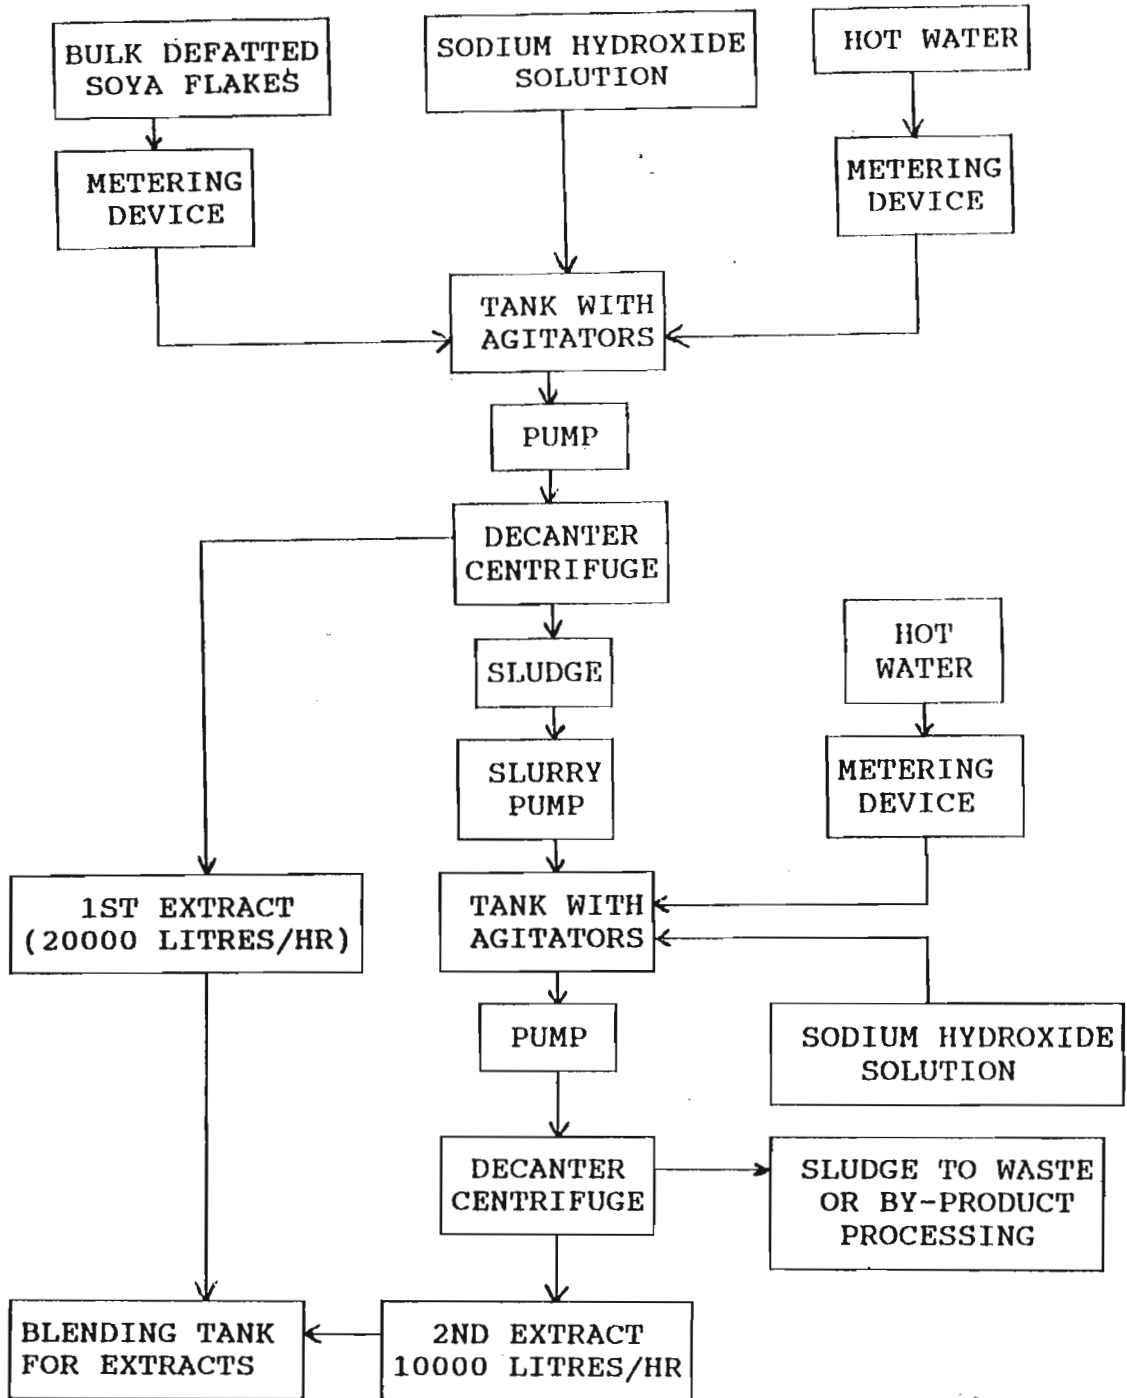 BULK DEFATTED
SOYA FLAKES
SODIUM HYDROXIDE
SOLUTION
HOT WATER
METERING
DEVICE
METERING
DEVICE
TANK WITH
AGITATORS
PUMP
DECANTER
CENTRIFUGE
SLUDGE
HOT
WATER
SLURRY
PUMP
METERING
DEVICE
1ST EXTRACT
(20000 LITRES/HR)
TANK WITH
AGITATORS
PUMP
SODIUM HYDROXIDE
SOLUTION
DECANTER
CENTRIFUGE
SLUDGE TO WASTE
OR BY-PRODUCT
PROCESSING
BLENDING TANK
FOR EXTRACTS
2ND EXTRACT
10000 LITRES/HR